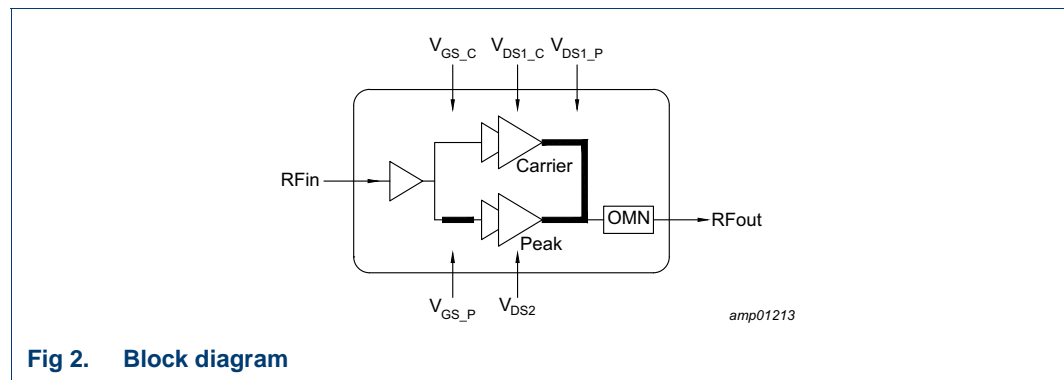 V_GS_C V_DS1_C V_DS1_P
Carrier
RFin
OMN RFout
Peak
V_GS_P V_DS2
amp01213
Fig 2. Block diagram